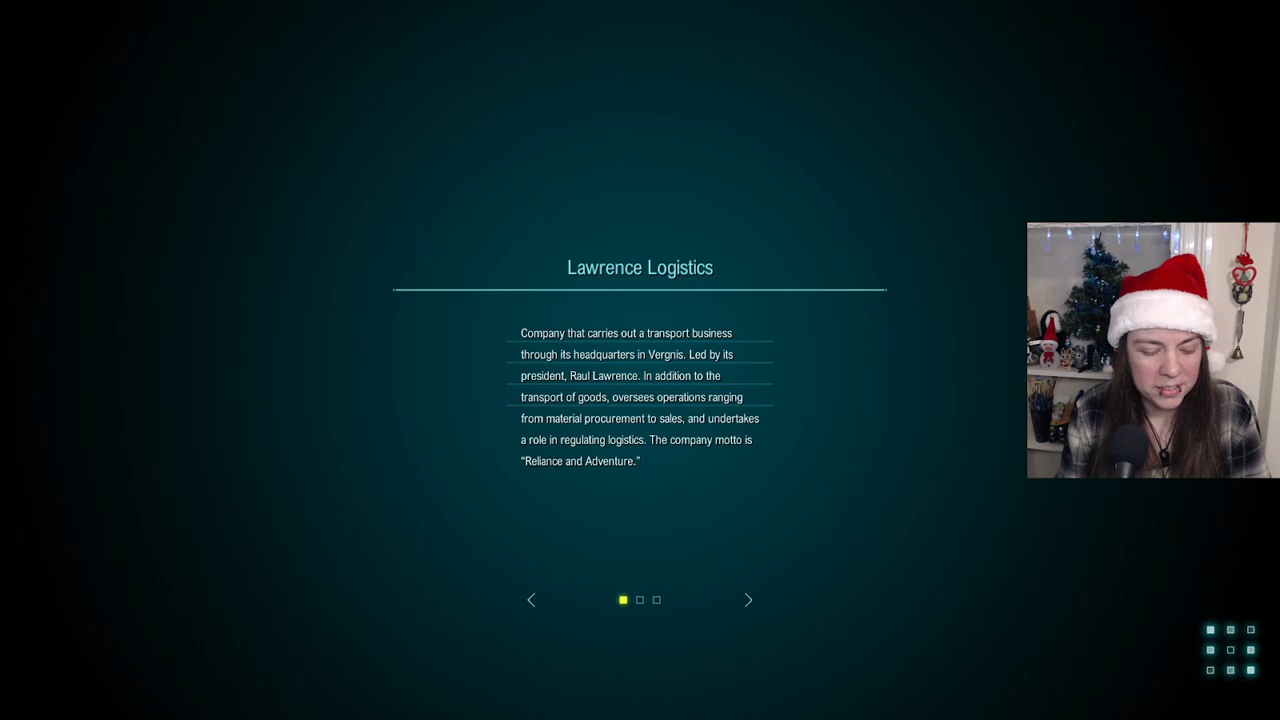 Lawrence Logistics
Company that carries out a transport business
through its headquarters in Vergnis. Led by its
president, Raul Lawrence. In addition to the
transport of goods, oversees operations ranging
from material procurement to sales, and undertakes
a role in regulating logistics. The company motto is
“Reliance and Adventure.”